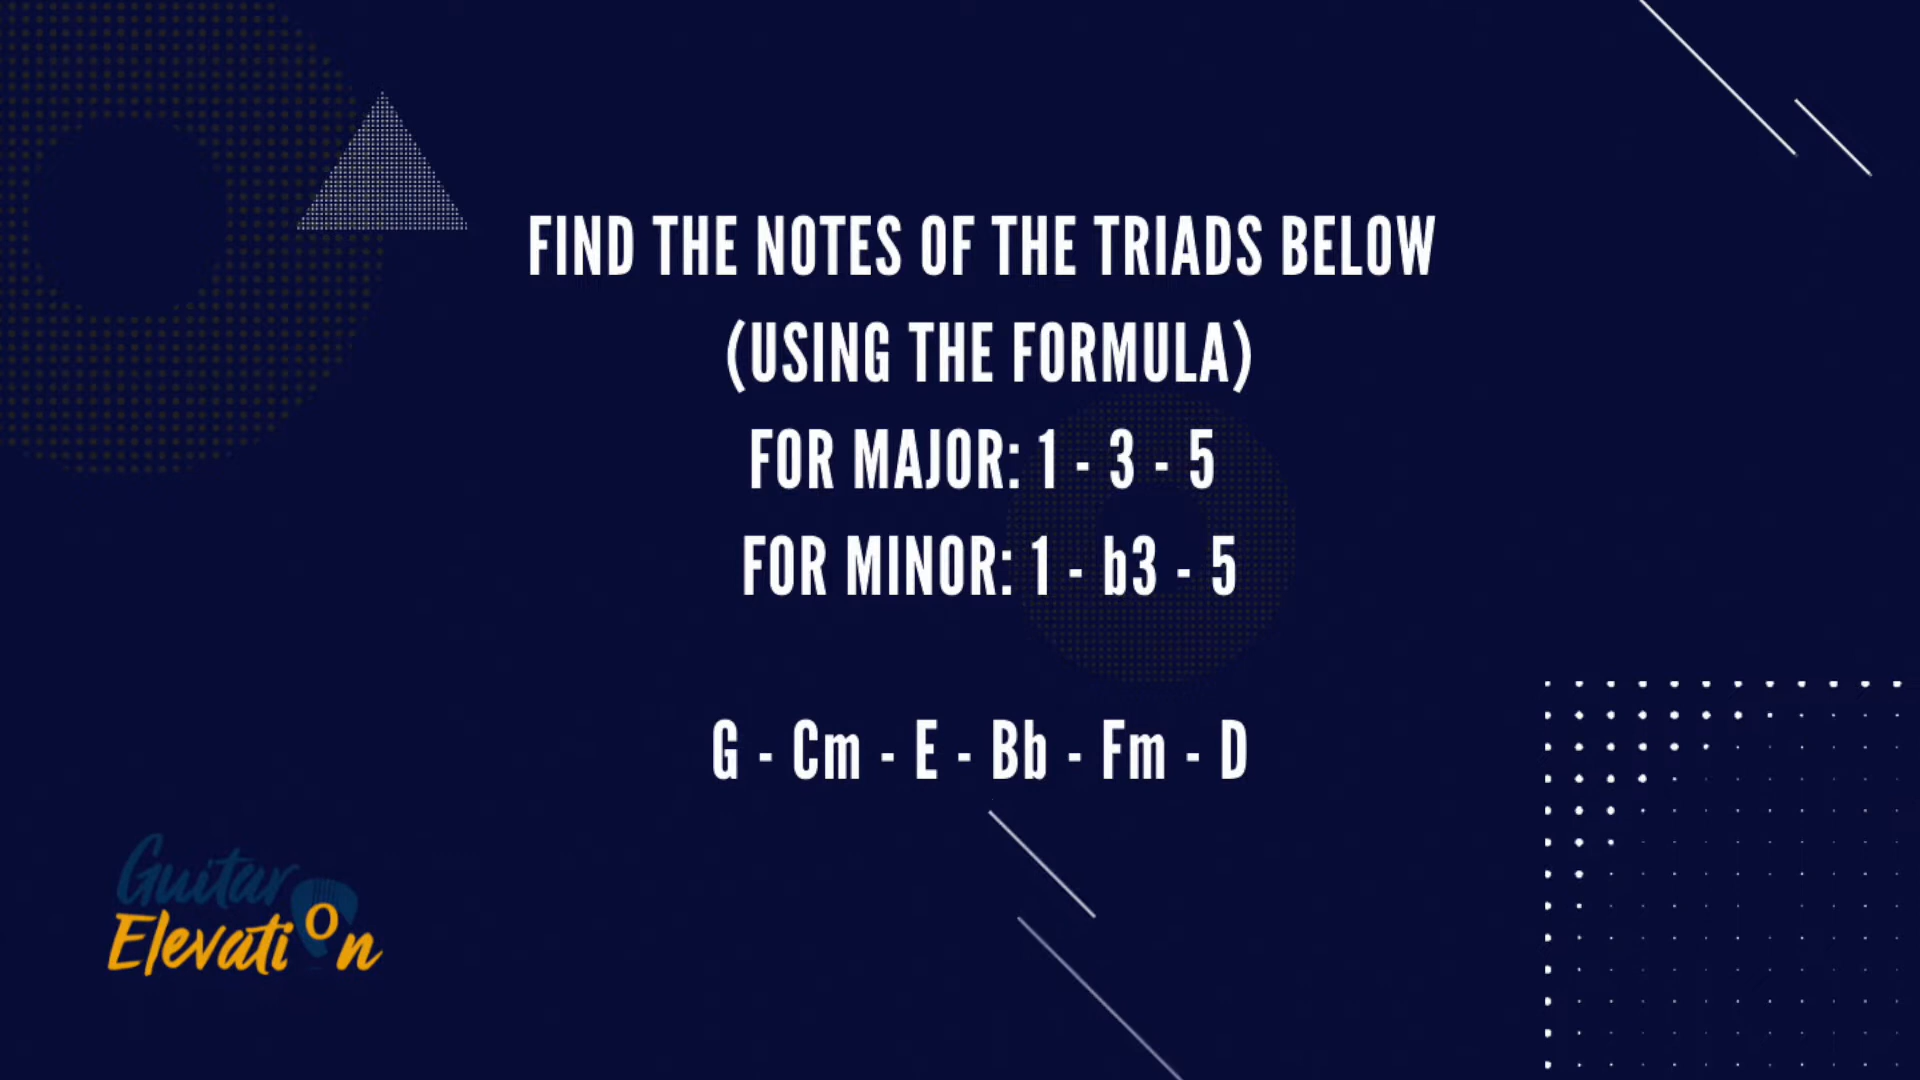 FIND THE NOTES OF THE TRIADS BELOW
(USING THE FORMULA)
FOR MAJOR: 1 - 3 - 5
FOR MINOR: 1 - b3 - 5
G - Cm - E - Bb - Fm - D
Guitar
Elevation